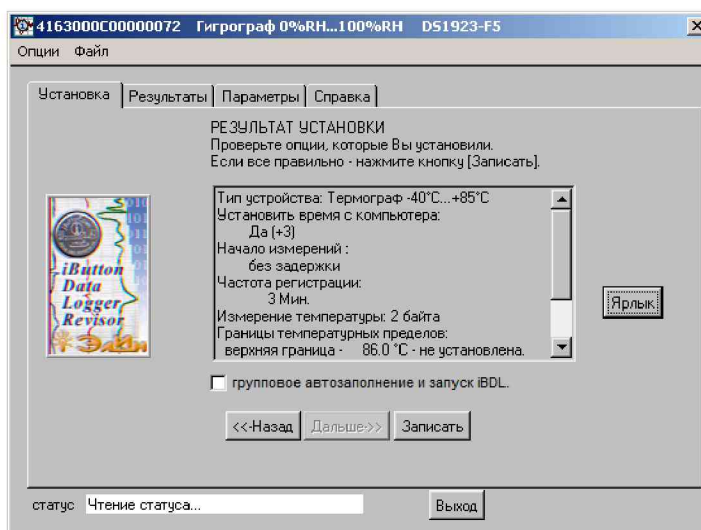 4163000C00000072 Гигрограф 0%RH...100%RH DS1923-F5
Опции Файл
Установка Результаты Параметры Справка
РЕЗУЛЬТАТ УСТАНОВКИ
Проверьте опции, которые Вы установили.
Если все правильно - нажмите кнопку [Записать].
Тип устройства: Термограф -40°C...+85°C
Установить время с компьютера:
Да (+3)
Начало измерений :
без задержки
Частота регистрации:
3 Мин.
Измерение температуры: 2 байта
Границы температурных пределов:
верхняя граница - 86.0 °C - не установлена.
iButton
Data
Logger
Revisor
Ярлык
групповое автозаполнение и запуск iBDL.
<<-Назад Дальше->> Записать
статус Чтение статуса... Выход